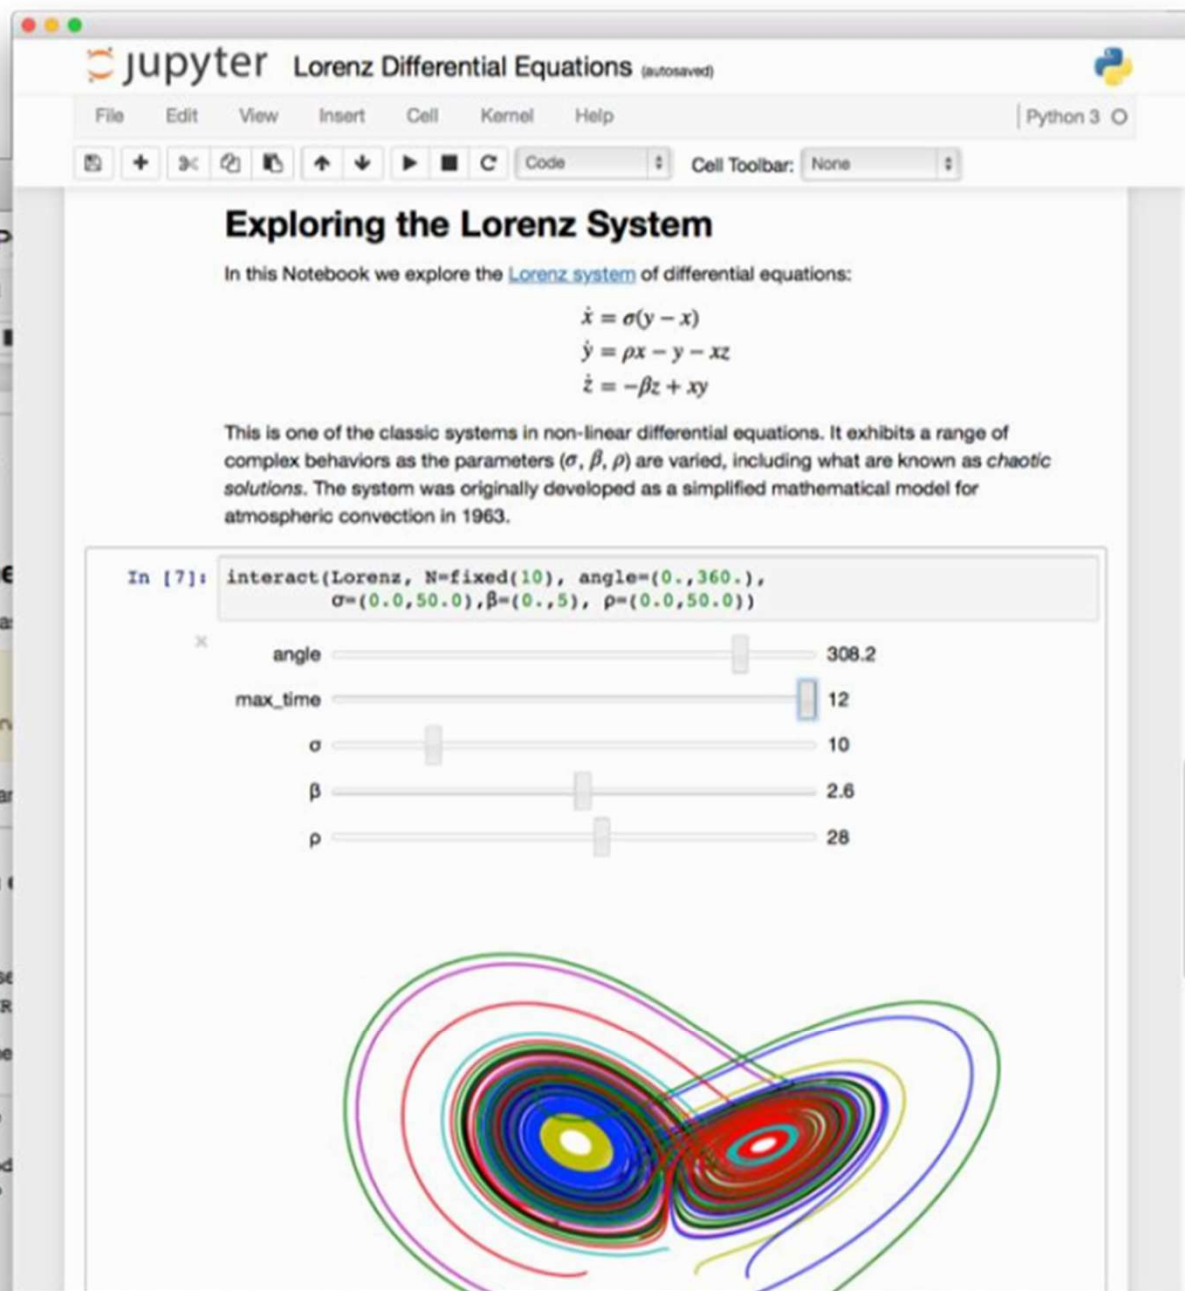 jupyter Lorenz Differential Equations (autosaved)
File Edit View Insert Cell Kernel Help Python 3
Code Cell Toolbar: None
Exploring the Lorenz System
In this Notebook we explore the Lorenz system of differential equations:
ẋ = σ(y − x)
ẏ = ρx − y − xz
ż = −βz + xy
This is one of the classic systems in non-linear differential equations. It exhibits a range of
complex behaviors as the parameters (σ, β, ρ) are varied, including what are known as chaotic
solutions. The system was originally developed as a simplified mathematical model for
atmospheric convection in 1963.
In [7]: interact(Lorenz, N=fixed(10), angle=(0.,360.),
σ=(0.0,50.0),β=(0.,5), ρ=(0.0,50.0))
angle 308.2
max_time 12
σ 10
β 2.6
ρ 28